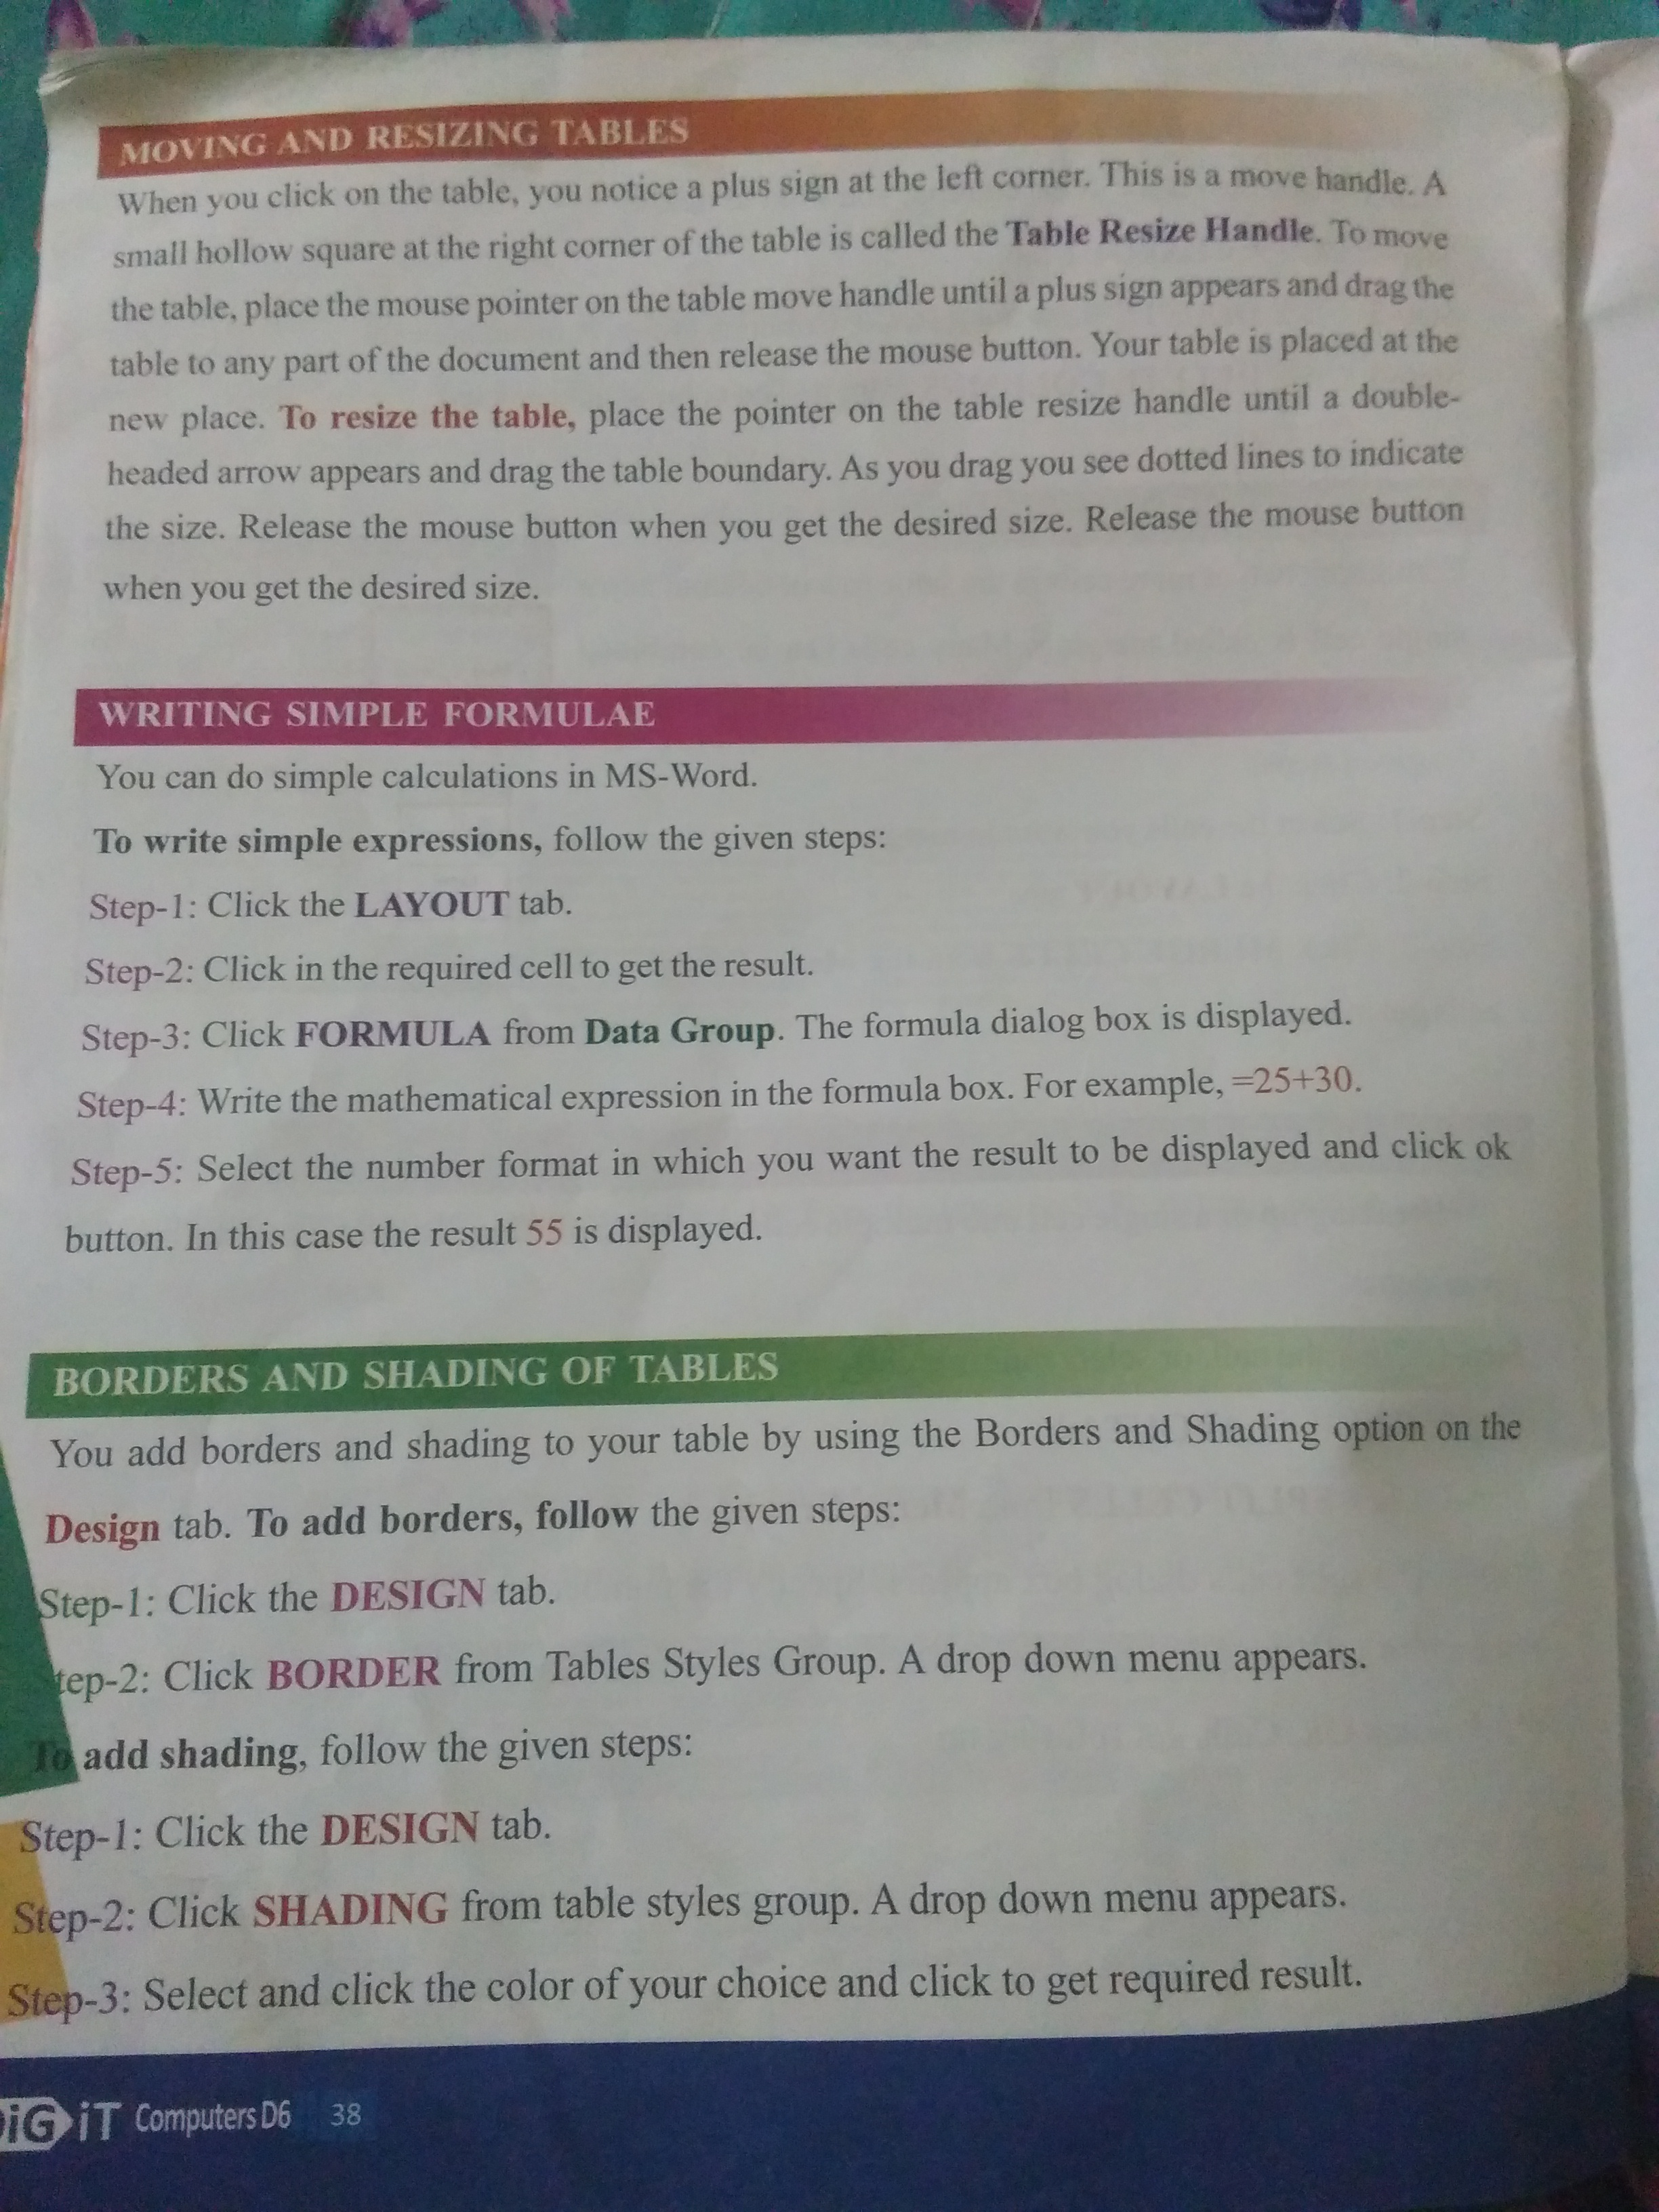 MOVING AND RESIZING TABLES
When you click on the table, you notice a plus sign at the left corner. This is a move handle. A
small hollow square at the right corner of the table is called the Table Resize Handle. To move
the table, place the mouse pointer on the table move handle until a plus sign appears and drag the
table to any part of the document and then release the mouse button. Your table is placed at the
new place. To resize the table, place the pointer on the table resize handle until a double-
headed arrow appears and drag the table boundary. As you drag you see dotted lines to indicate
the size. Release the mouse button when you get the desired size. Release the mouse button
when you get the desired size.
WRITING SIMPLE FORMULAE
You can do simple calculations in MS-Word.
To write simple expressions, follow the given steps:
Step-1: Click the LAYOUT tab.
Step-2: Click in the required cell to get the result.
Step-3: Click FORMULA from Data Group. The formula dialog box is displayed.
Step-4: Write the mathematical expression in the formula box. For example, =25+30.
Step-5: Select the number format in which you want the result to be displayed and click ok
button. In this case the result 55 is displayed.
BORDERS AND SHADING OF TABLES
You add borders and shading to your table by using the Borders and Shading option on the
Design tab. To add borders, follow the given steps:
Step-1: Click the DESIGN tab.
tep-2: Click BORDER from Tables Styles Group. A drop down menu appears.
To add shading, follow the given steps:
Step-1: Click the DESIGN tab.
Step-2: Click SHADING from table styles group. A drop down menu appears.
Step-3: Select and click the color of your choice and click to get required result.
iGiT Computers D6 38